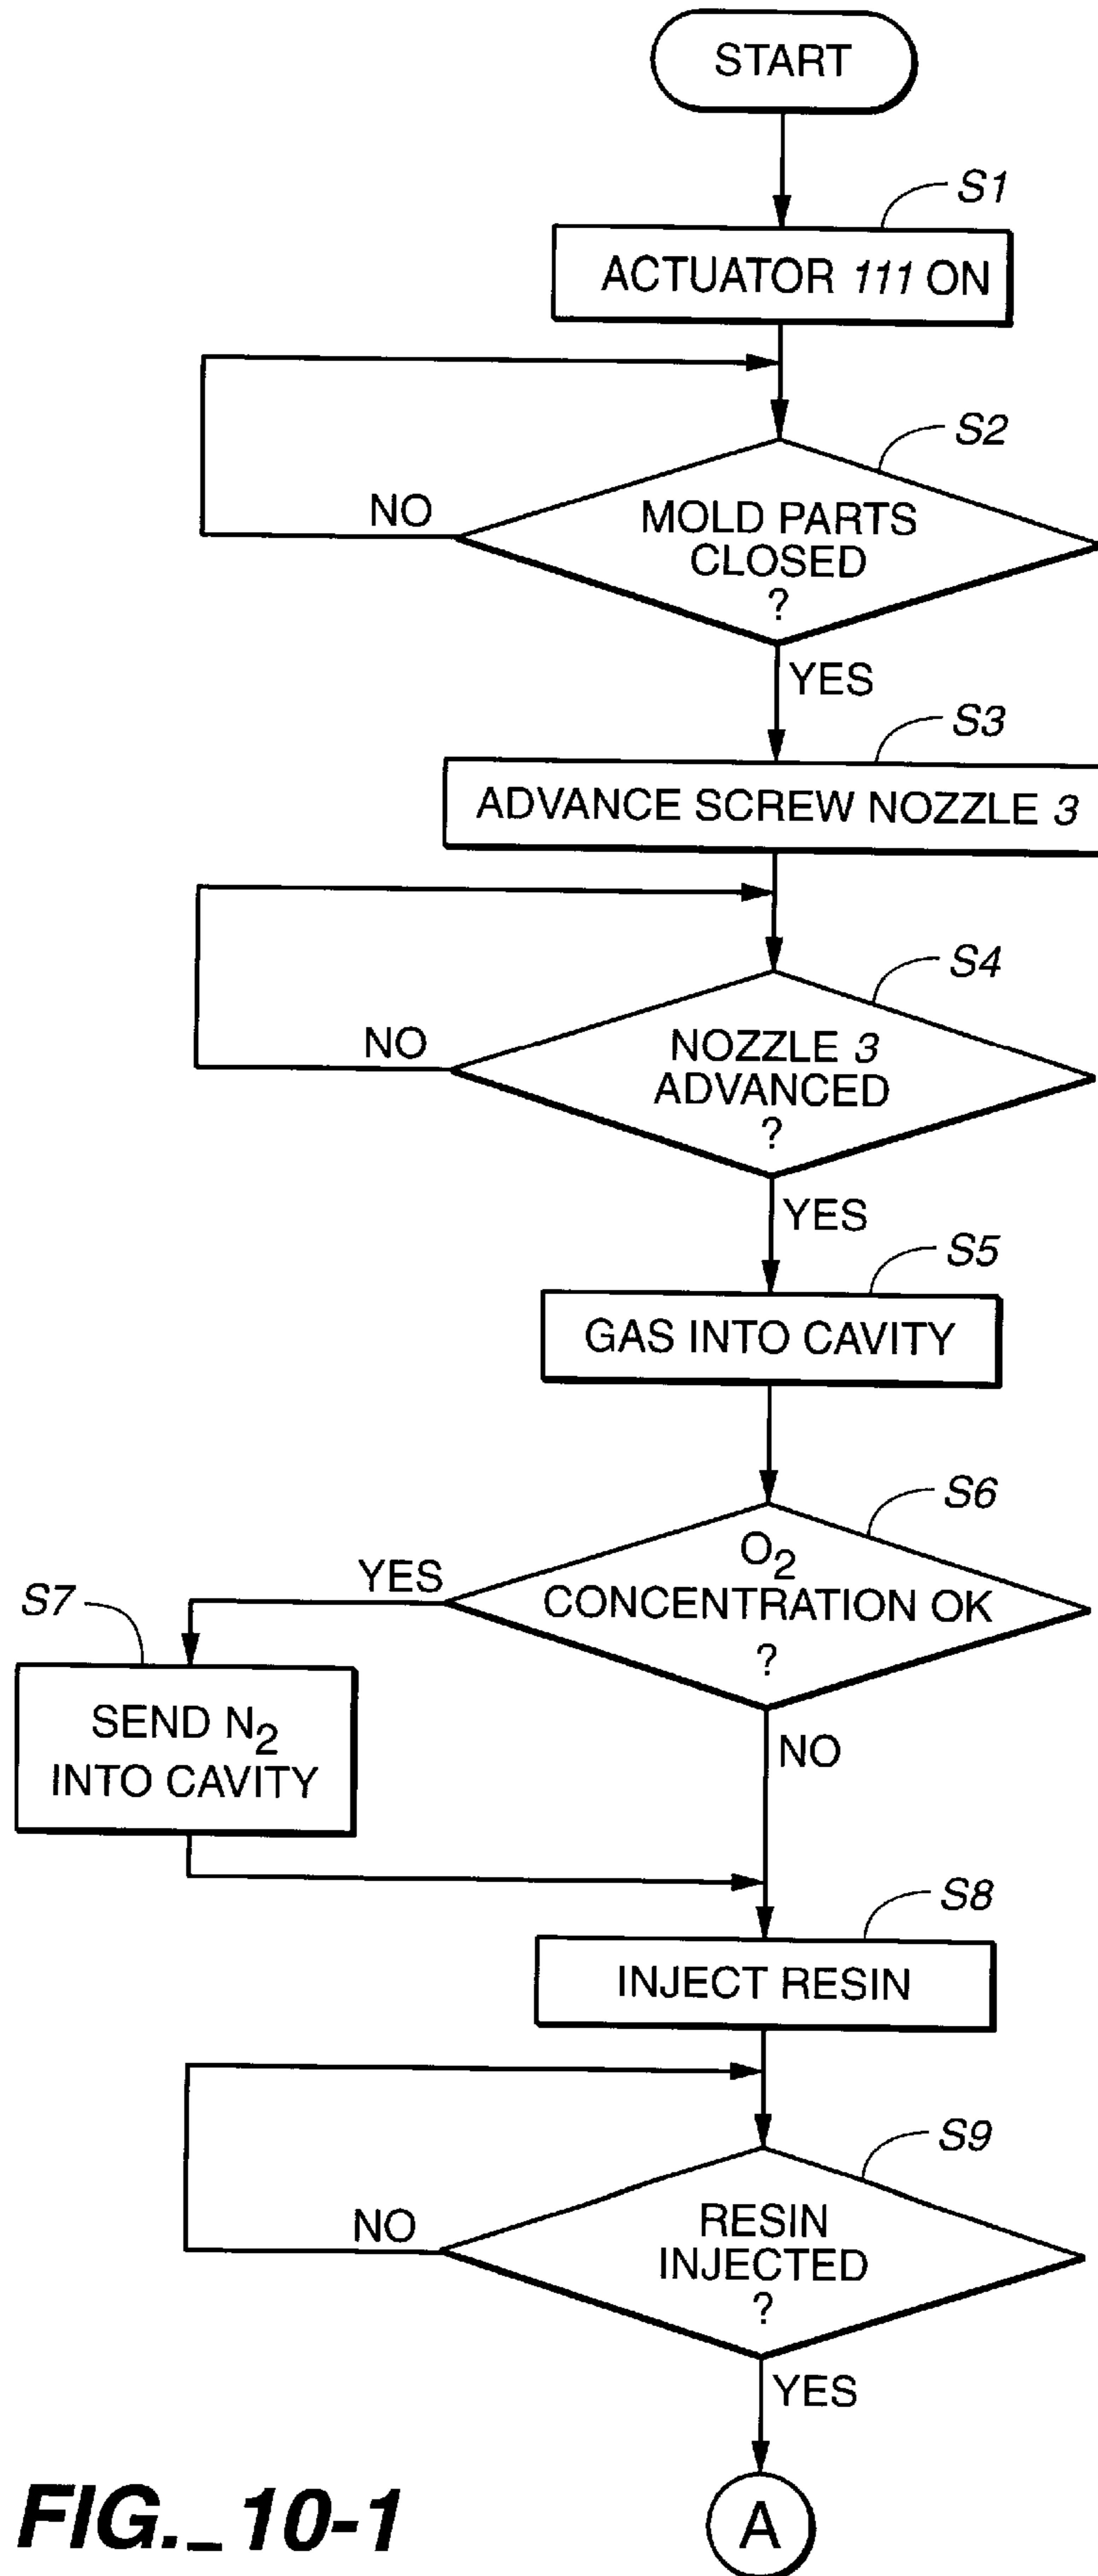 START
S1
ACTUATOR 111 ON
S2
NO
MOLD PARTS
CLOSED
?
YES
S3
ADVANCE SCREW NOZZLE 3
S4
NO
NOZZLE 3
ADVANCED
?
YES
S5
GAS INTO CAVITY
S6
YES
O2
CONCENTRATION OK
?
S7
SEND N2
INTO CAVITY
NO
S8
INJECT RESIN
S9
NO
RESIN
INJECTED
?
YES
A
FIG._10-1